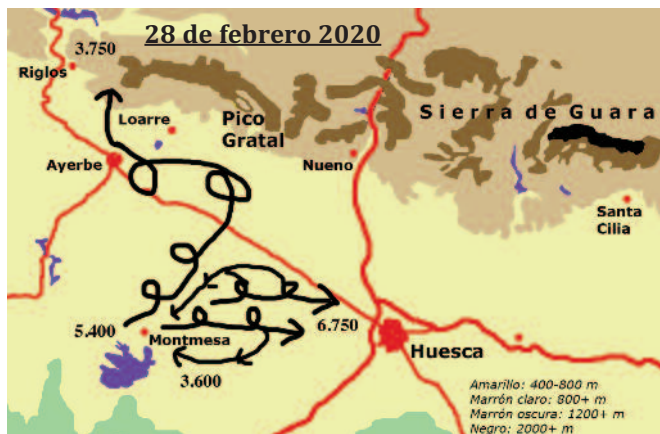 28 de febrero 2020
3.750
Riglos
Loarre
Pico
Gratal
Sierra de Guara
Ayerbe
Nueno
Santa
Cilia
5.400
Montmesa
6.750
3.600
Huesca
Amarillo: 400-800 m
Marrón claro: 800+ m
Marrón oscura: 1200+ m
Negro: 2000+ m